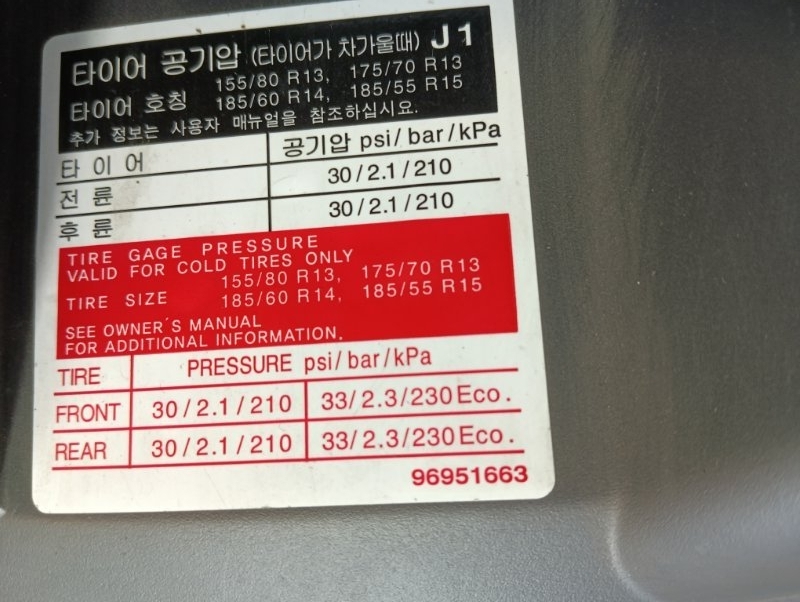 타이어 공기압 (타이어가 차가울때) J1
타이어 호칭 155/80 R13, 175/70 R13
185/60 R14, 185/55 R15
추가 정보는 사용자 매뉴얼을 참조하십시요.
타 이 어 공기압 psi/ bar/kPa
전 륜 30/2.1/210
후 륜 30/2.1/210
TIRE GAGE PRESSURE
VALID FOR COLD TIRES ONLY
TIRE SIZE 155/80 R13, 175/70 R13
185/60 R14, 185/55 R15
SEE OWNER'S MANUAL
FOR ADDITIONAL INFORMATION.
TIRE PRESSURE psi/ bar/kPa
FRONT 30/2.1/210 33/2.3/230 Eco.
REAR 30/2.1/210 33/2.3/230 Eco.
96951663